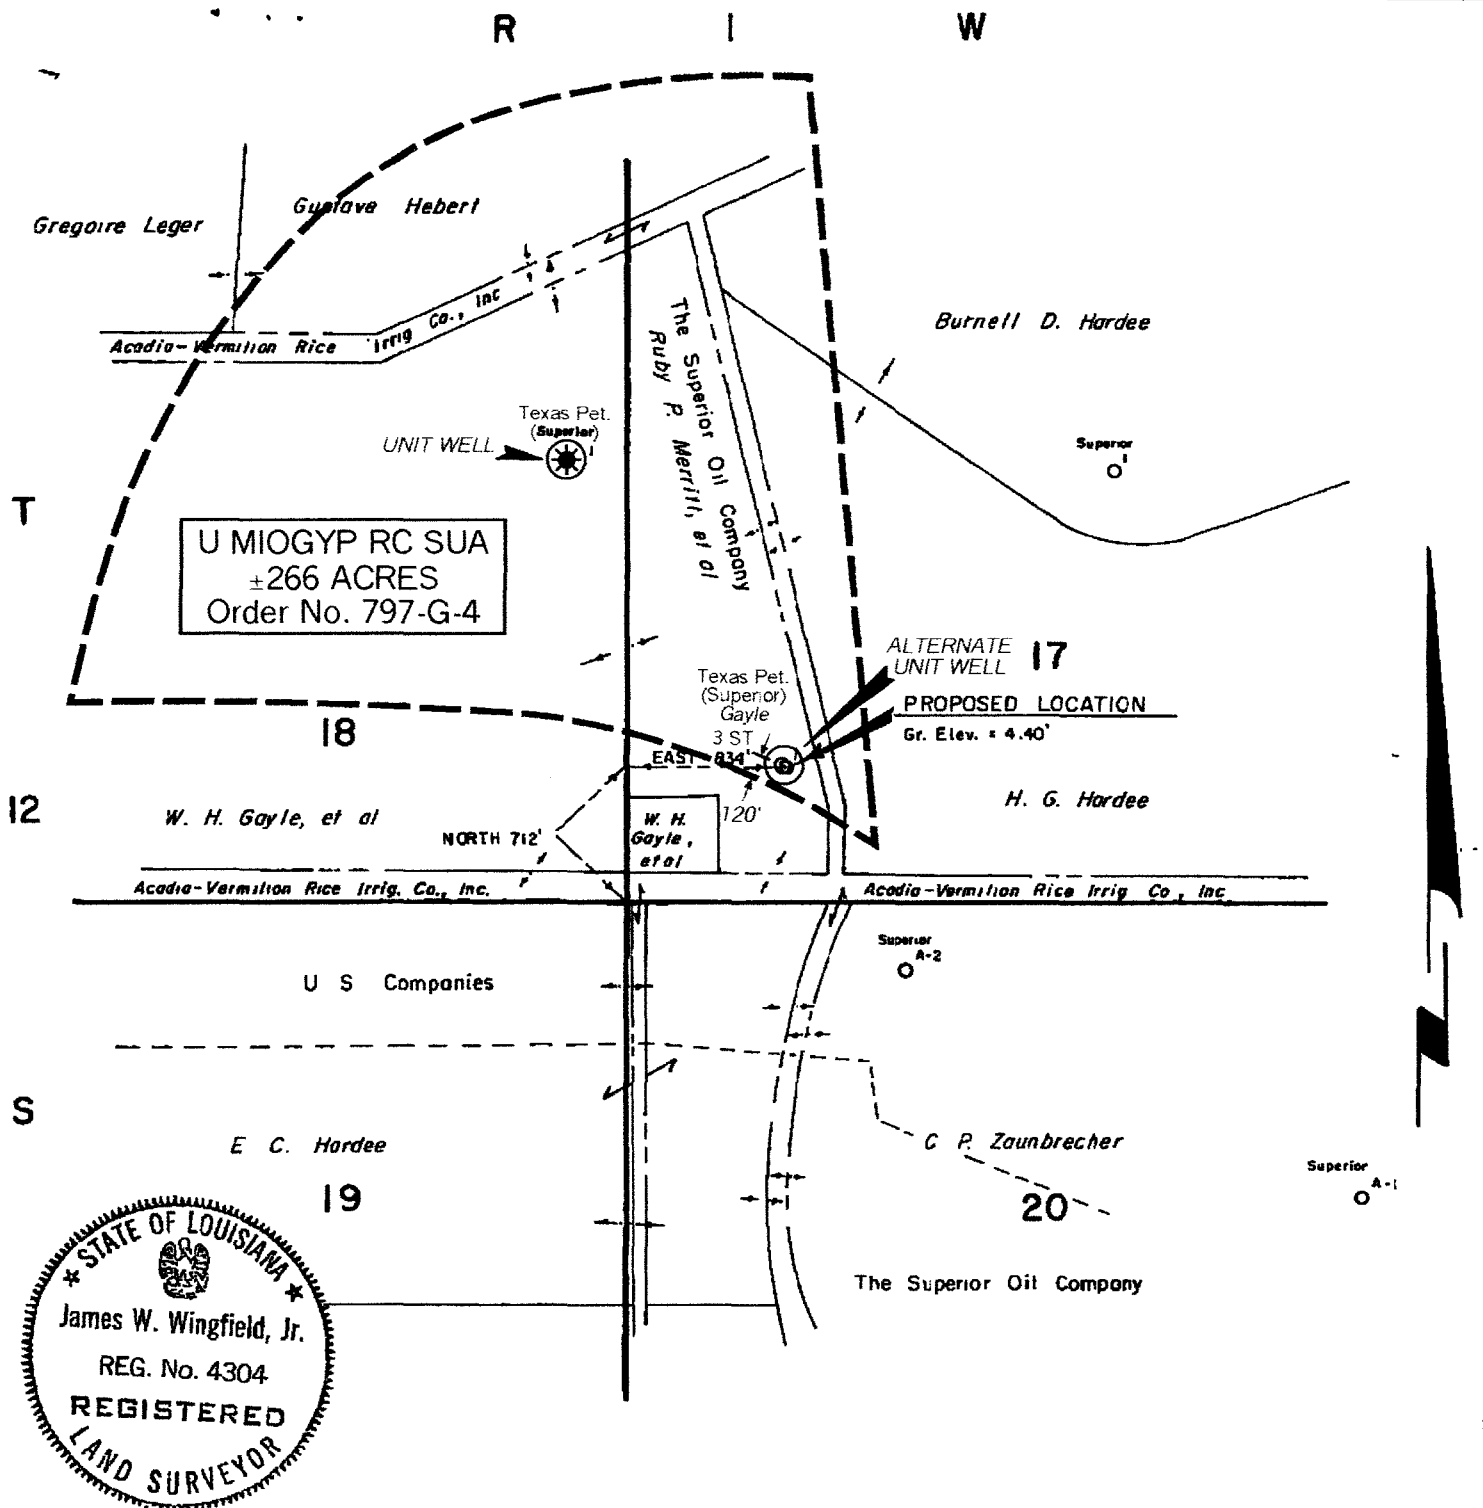 R 1 W
Gregoire Leger
Gustave Hebert
Acadia-Vermilion Rice Irrig Co., Inc
The Superior Oil Company
Ruby P. Merritt, et al
Burnell D. Hardee
Texas Pet.
(Superior)
1
UNIT WELL
Superior
1
T
U MIOGYP RC SUA
±266 ACRES
Order No. 797-G-4
ALTERNATE
UNIT WELL
17
Texas Pet.
(Superior)
Gayle
3 ST
PROPOSED LOCATION
Gr. Elev. = 4.40'
18
EAST 834'
12
W. H. Gayle, et al
NORTH 712'
W. H.
Gayle,
et al
120'
H. G. Hardee
Acadia-Vermilion Rice Irrig. Co., Inc.
Acadia-Vermilion Rice Irrig Co., Inc
Superior
A-2
U S Companies
S
E C. Hardee
C P. Zaunbrecher
Superior
A-1
19
20
The Superior Oil Company
STATE OF LOUISIANA
James W. Wingfield, Jr.
REG. No. 4304
REGISTERED
LAND SURVEYOR